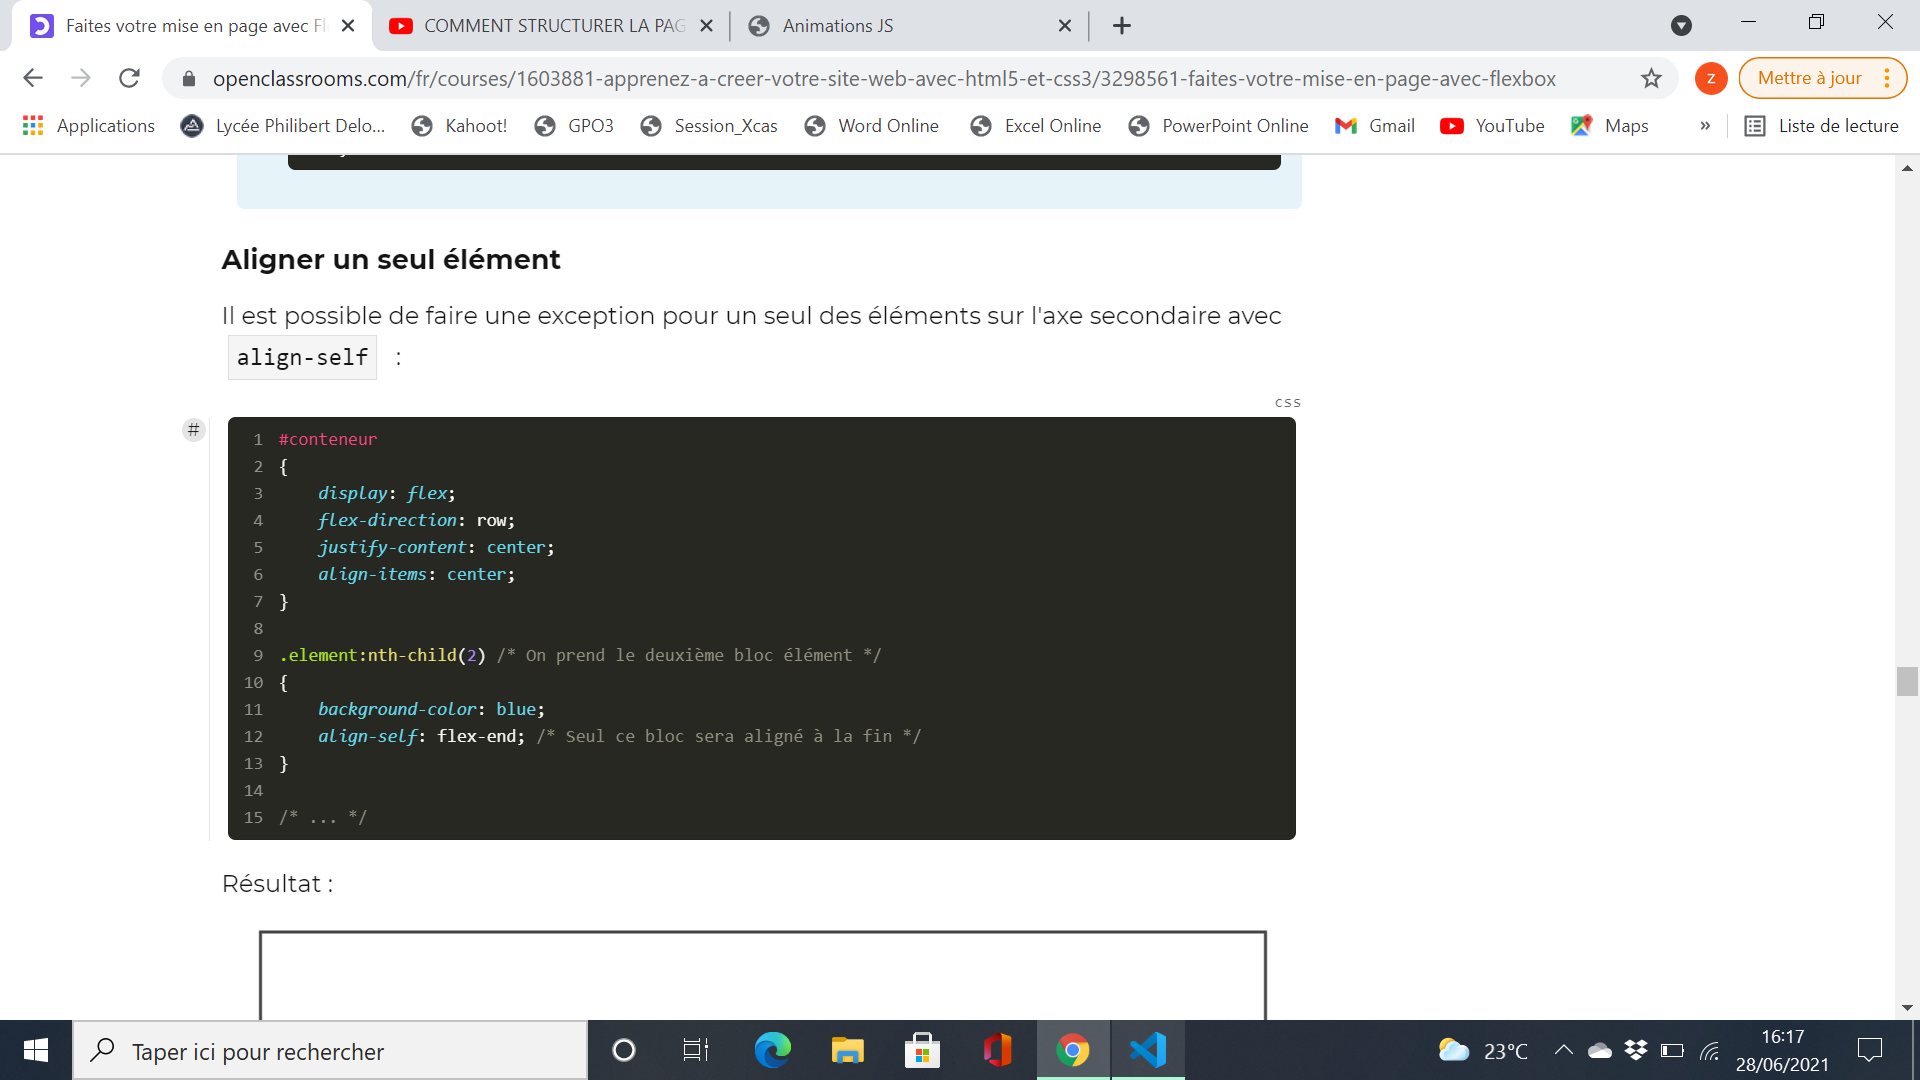 Faites votre mise en page avec Fl
COMMENT STRUCTURER LA PAG
Animations JS
openclassrooms.com/fr/courses/1603881-apprenez-a-creer-votre-site-web-avec-html5-et-css3/3298561-faites-votre-mise-en-page-avec-flexbox
z
Mettre à jour
Applications
Lycée Philibert Delo...
Kahoot!
GPO3
Session_Xcas
Word Online
Excel Online
PowerPoint Online
Gmail
YouTube
Maps
»
Liste de lecture
Aligner un seul élément
Il est possible de faire une exception pour un seul des éléments sur l'axe secondaire avec
align-self :
css
#
1 #conteneur
2 {
3 display: flex;
4 flex-direction: row;
5 justify-content: center;
6 align-items: center;
7 }
8
9 .element:nth-child(2) /* On prend le deuxième bloc élément */
10 {
11 background-color: blue;
12 align-self: flex-end; /* Seul ce bloc sera aligné à la fin */
13 }
14
15 /* ... */
Résultat :
Taper ici pour rechercher
23°C
16:17
28/06/2021